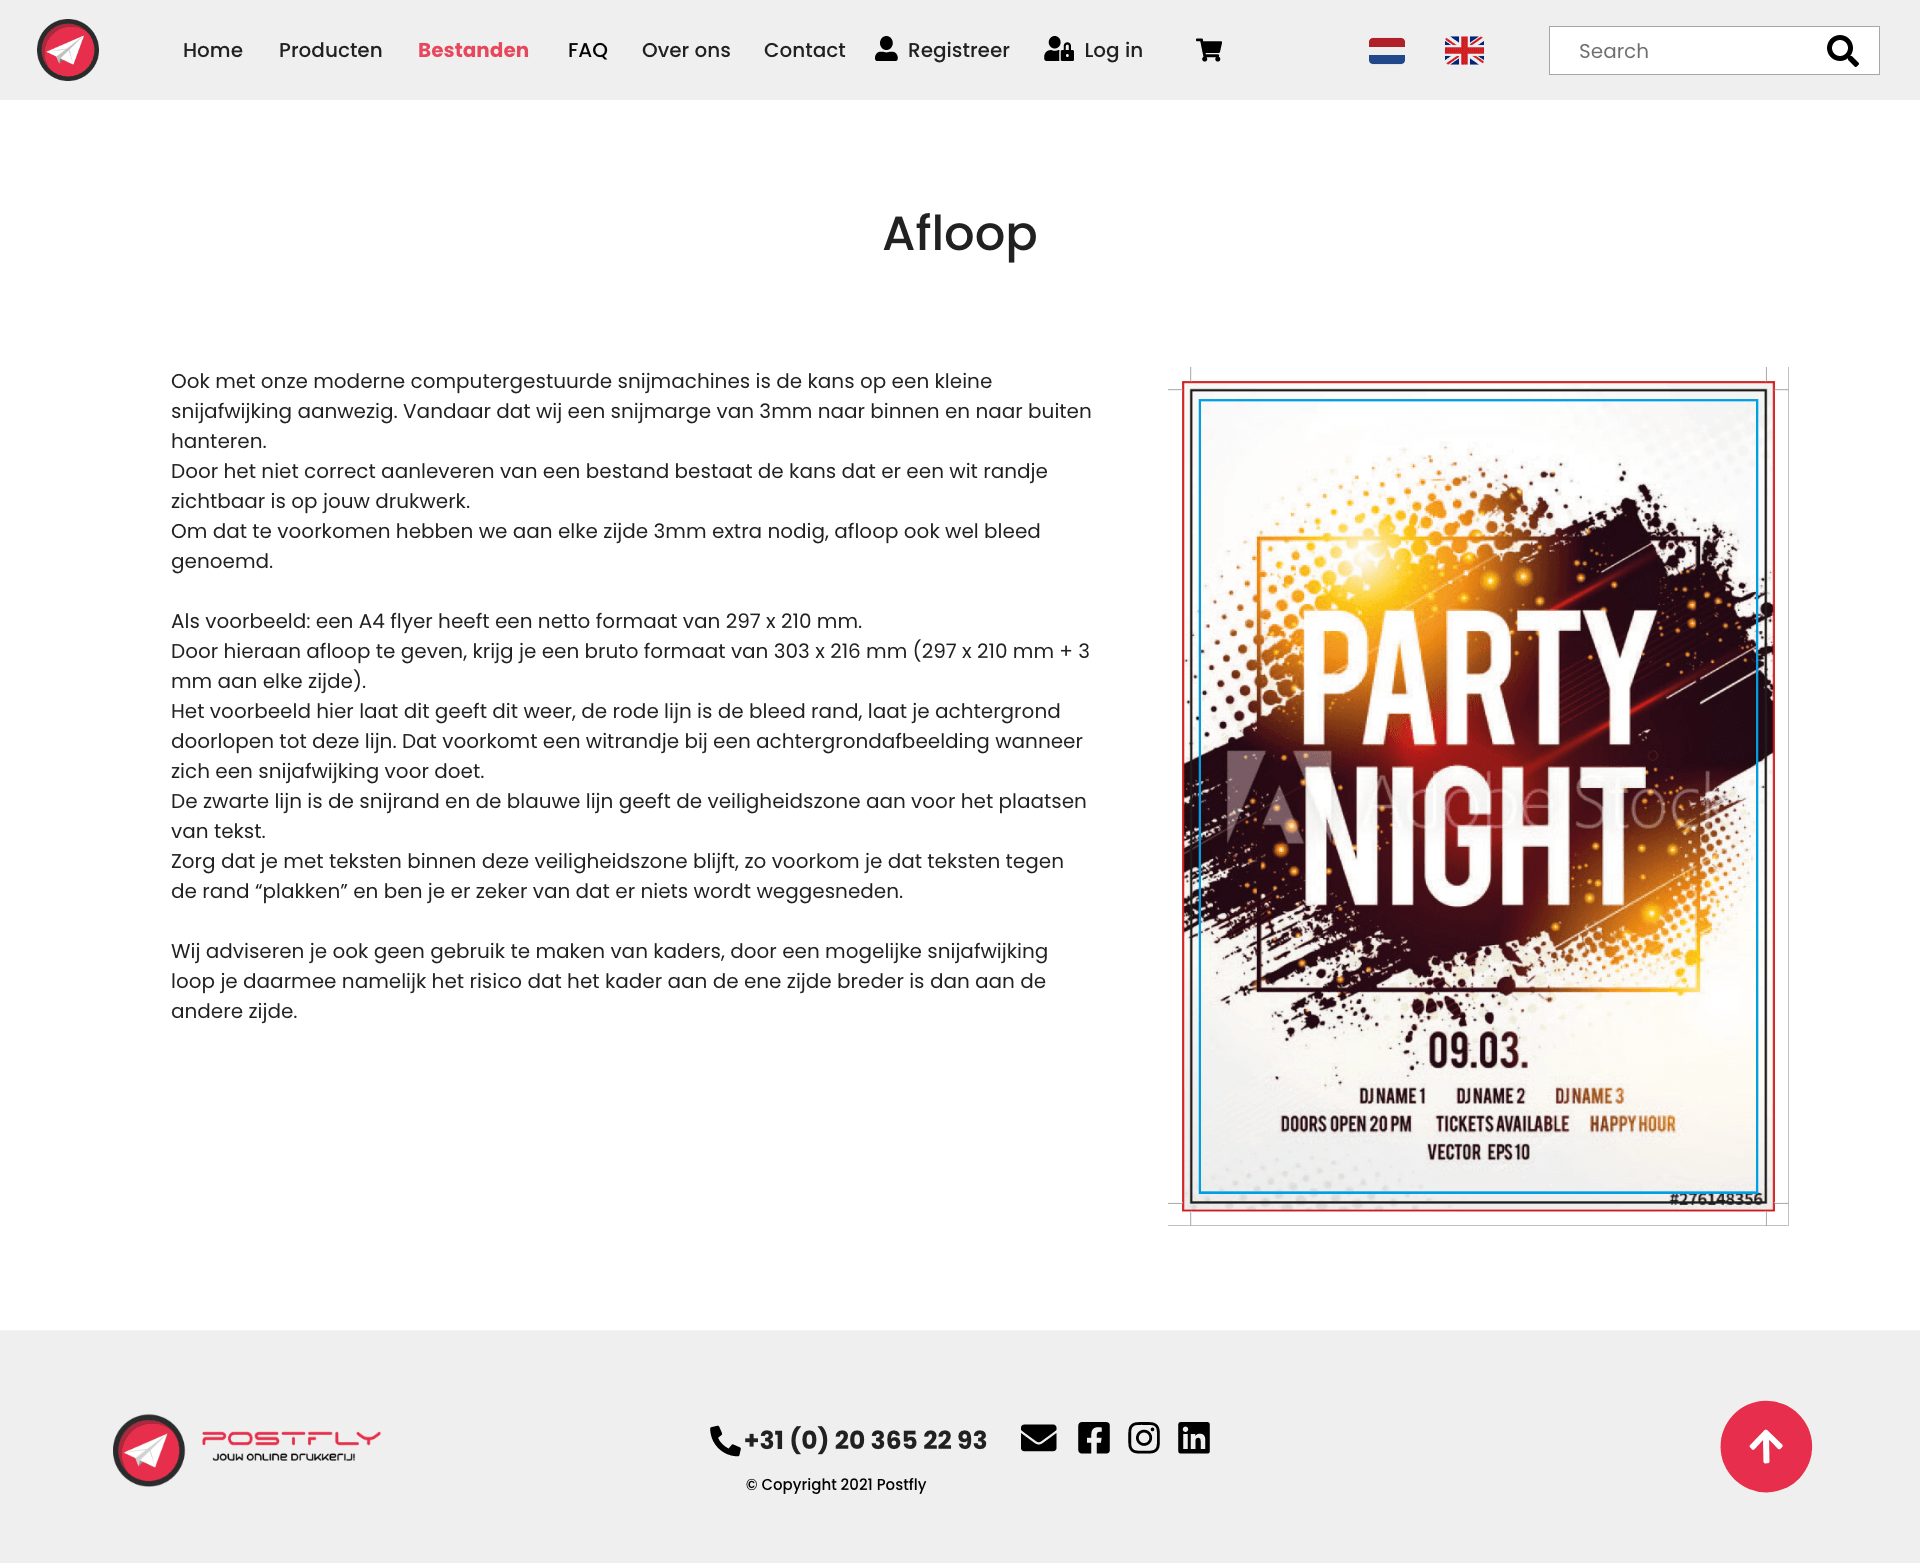 Home Producten Bestanden FAQ Over ons Contact Registreer Log in Search
Afloop
Ook met onze moderne computergestuurde snijmachines is de kans op een kleine
snijafwijking aanwezig. Vandaar dat wij een snijmarge van 3mm naar binnen en naar buiten
hanteren.
Door het niet correct aanleveren van een bestand bestaat de kans dat er een wit randje
zichtbaar is op jouw drukwerk.
Om dat te voorkomen hebben we aan elke zijde 3mm extra nodig, afloop ook wel bleed
genoemd.
Als voorbeeld: een A4 flyer heeft een netto formaat van 297 x 210 mm.
Door hieraan afloop te geven, krijg je een bruto formaat van 303 x 216 mm (297 x 210 mm + 3
mm aan elke zijde).
Het voorbeeld hier laat dit geeft dit weer, de rode lijn is de bleed rand, laat je achtergrond
doorlopen tot deze lijn. Dat voorkomt een witrandje bij een achtergrondafbeelding wanneer
zich een snijafwijking voor doet.
De zwarte lijn is de snijrand en de blauwe lijn geeft de veiligheidszone aan voor het plaatsen
van tekst.
Zorg dat je met teksten binnen deze veiligheidszone blijft, zo voorkom je dat teksten tegen
de rand “plakken” en ben je er zeker van dat er niets wordt weggesneden.
Wij adviseren je ook geen gebruik te maken van kaders, door een mogelijke snijafwijking
loop je daarmee namelijk het risico dat het kader aan de ene zijde breder is dan aan de
andere zijde.
PARTY
NIGHT
Adobe Stock
09.03.
DJ NAME 1 DJ NAME 2 DJ NAME 3
DOORS OPEN 20 PM TICKETS AVAILABLE HAPPY HOUR
VECTOR EPS 10
#276148356
POSTFLY
JOUW ONLINE DRUKKERIJ!
+31 (0) 20 365 22 93
© Copyright 2021 Postfly